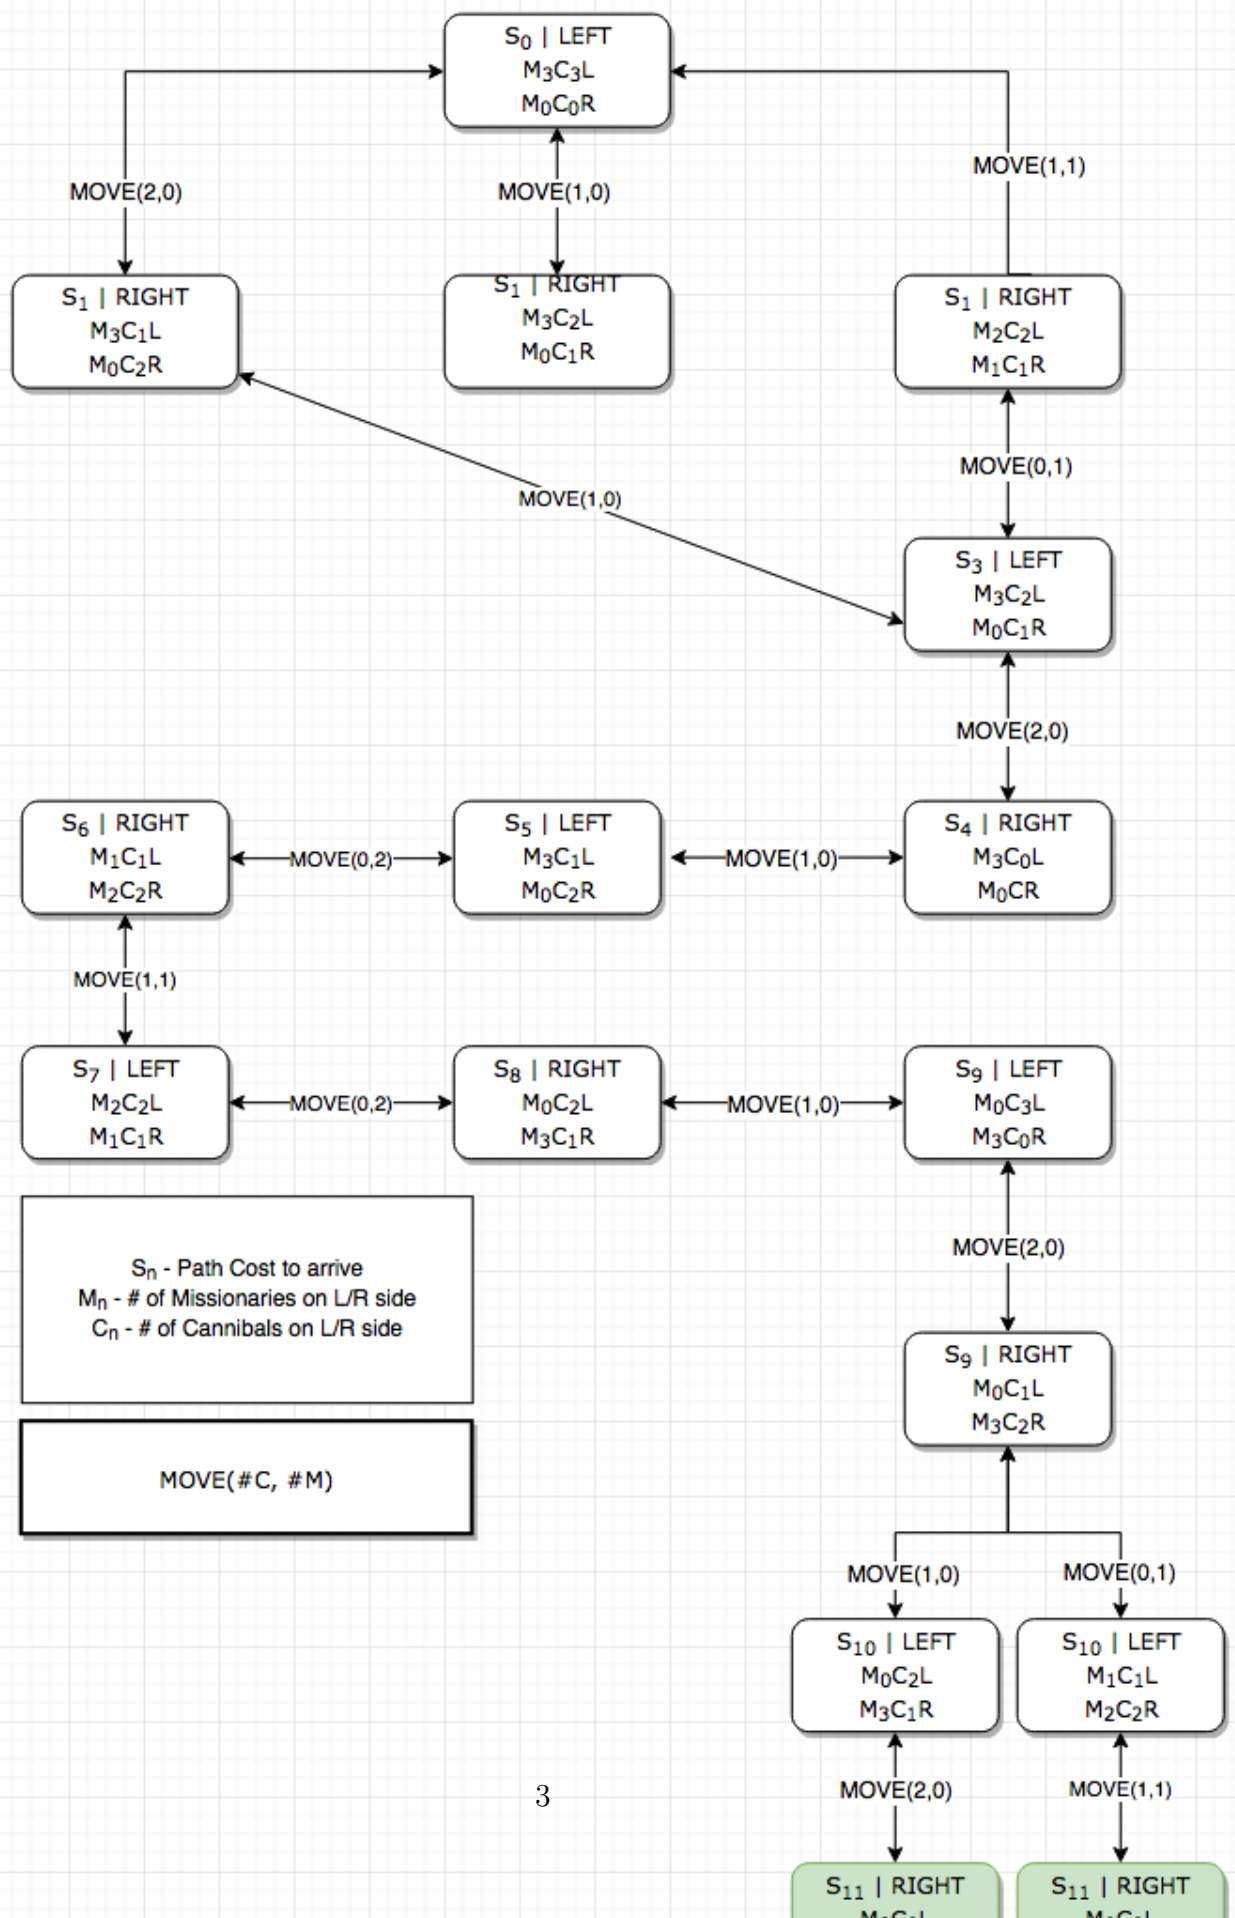 S0 | LEFT
M3C3L
M0C0R
MOVE(2,0)
MOVE(1,0)
MOVE(1,1)
S1 | RIGHT
M3C1L
M0C2R
S1 | RIGHT
M3C2L
M0C1R
S1 | RIGHT
M2C2L
M1C1R
MOVE(0,1)
MOVE(1,0)
S3 | LEFT
M3C2L
M0C1R
MOVE(2,0)
S6 | RIGHT
M1C1L
M2C2R
MOVE(0,2)
S5 | LEFT
M3C1L
M0C2R
MOVE(1,0)
S4 | RIGHT
M3C0L
M0CR
MOVE(1,1)
S7 | LEFT
M2C2L
M1C1R
MOVE(0,2)
S8 | RIGHT
M0C2L
M3C1R
MOVE(1,0)
S9 | LEFT
M0C3L
M3C0R
MOVE(2,0)
Sn - Path Cost to arrive
Mn - # of Missionaries on L/R side
Cn - # of Cannibals on L/R side
S9 | RIGHT
M0C1L
M3C2R
MOVE(#C, #M)
MOVE(1,0)
MOVE(0,1)
S10 | LEFT
M0C2L
M3C1R
S10 | LEFT
M1C1L
M2C2R
MOVE(2,0)
MOVE(1,1)
3
S11 | RIGHT
S11 | RIGHT